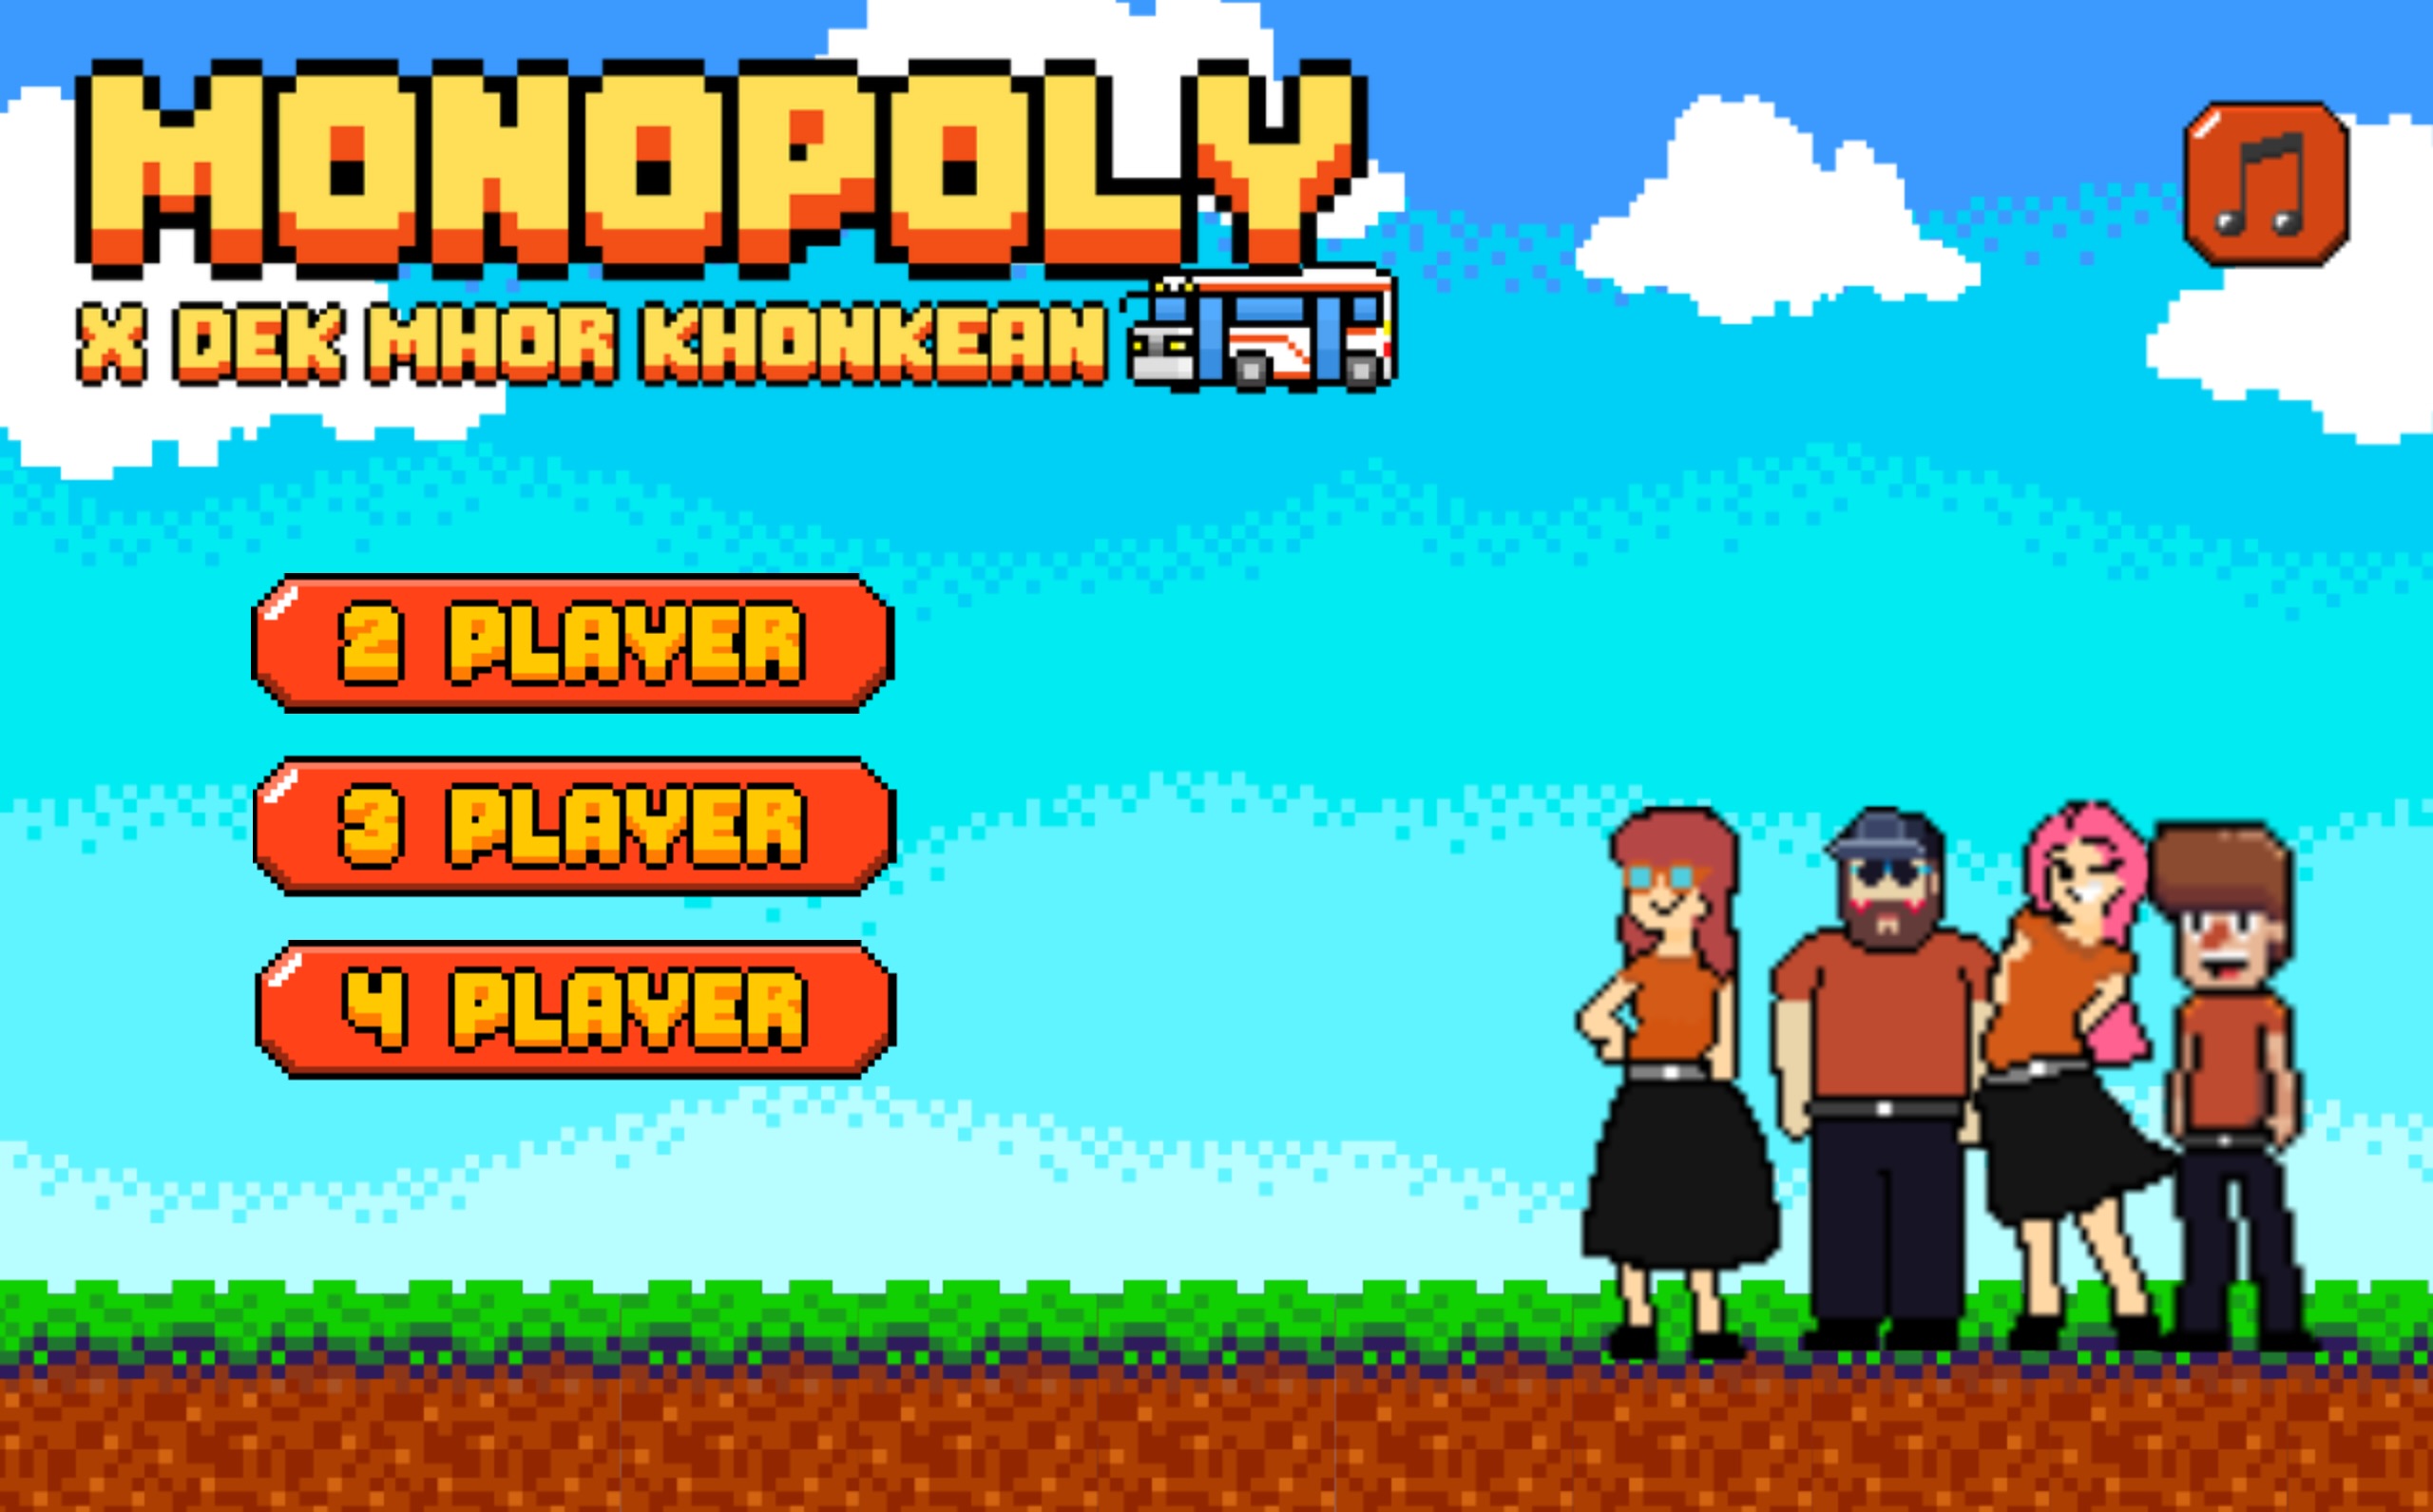 MONOPOLY
X DEK MHOR KHONKEAN
2 PLAYER
3 PLAYER
4 PLAYER